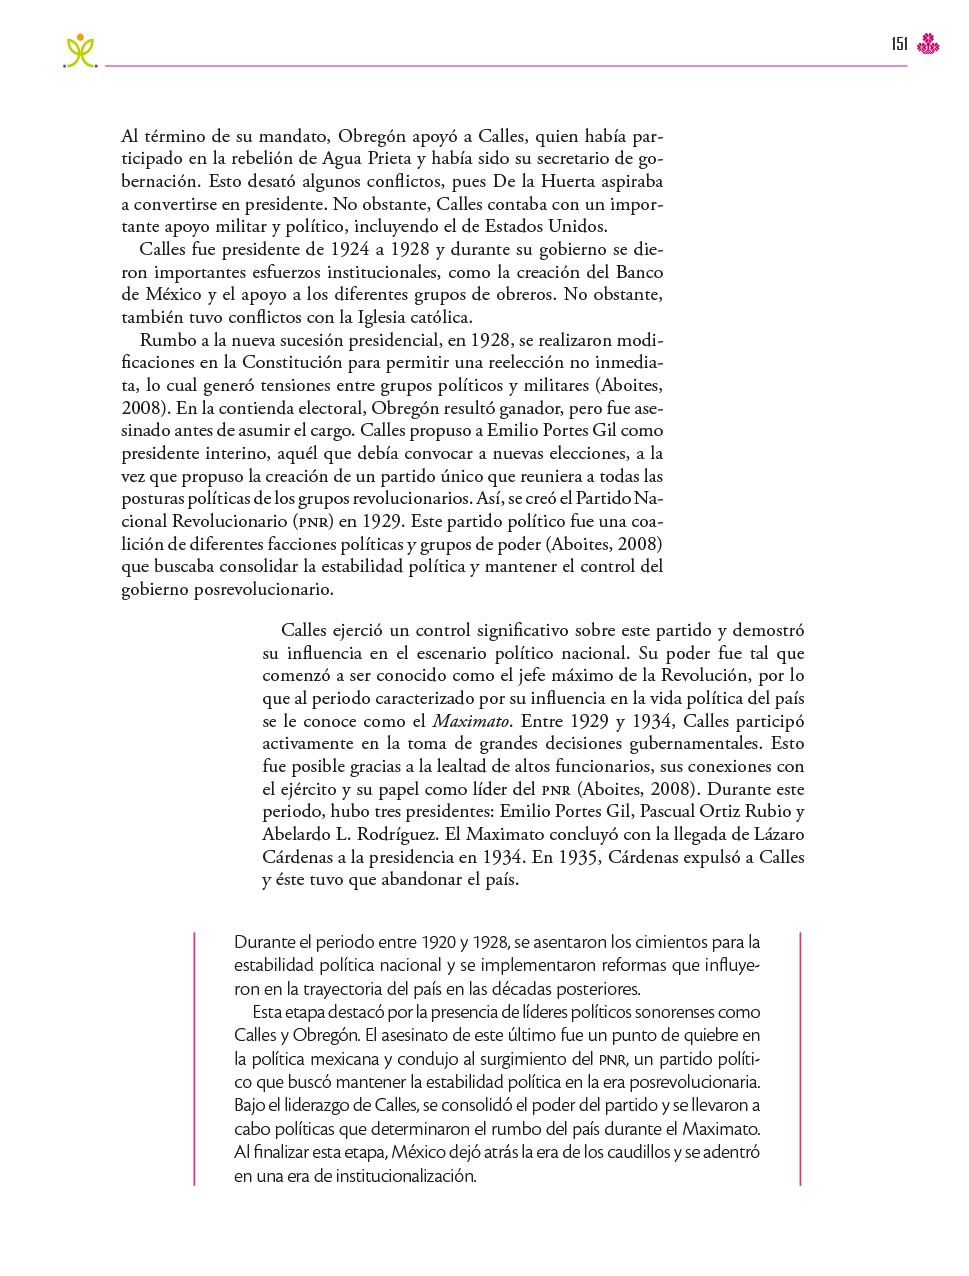 151
Al término de su mandato, Obregón apoyó a Calles, quien había par-
ticipado en la rebelión de Agua Prieta y había sido su secretario de go-
bernación. Esto desató algunos conflictos, pues De la Huerta aspiraba
a convertirse en presidente. No obstante, Calles contaba con un impor-
tante apoyo militar y político, incluyendo el de Estados Unidos.
Calles fue presidente de 1924 a 1928 y durante su gobierno se die-
ron importantes esfuerzos institucionales, como la creación del Banco
de México y el apoyo a los diferentes grupos de obreros. No obstante,
también tuvo conflictos con la Iglesia católica.
Rumbo a la nueva sucesión presidencial, en 1928, se realizaron modi-
ficaciones en la Constitución para permitir una reelección no inmedia-
ta, lo cual generó tensiones entre grupos políticos y militares (Aboites,
2008). En la contienda electoral, Obregón resultó ganador, pero fue ase-
sinado antes de asumir el cargo. Calles propuso a Emilio Portes Gil como
presidente interino, aquél que debía convocar a nuevas elecciones, a la
vez que propuso la creación de un partido único que reuniera a todas las
posturas políticas de los grupos revolucionarios. Así, se creó el Partido Na-
cional Revolucionario (PNR) en 1929. Este partido político fue una coa-
lición de diferentes facciones políticas y grupos de poder (Aboites, 2008)
que buscaba consolidar la estabilidad política y mantener el control del
gobierno posrevolucionario.
Calles ejerció un control significativo sobre este partido y demostró
su influencia en el escenario político nacional. Su poder fue tal que
comenzó a ser conocido como el jefe máximo de la Revolución, por lo
que al periodo caracterizado por su influencia en la vida política del país
se le conoce como el Maximato. Entre 1929 y 1934, Calles participó
activamente en la toma de grandes decisiones gubernamentales. Esto
fue posible gracias a la lealtad de altos funcionarios, sus conexiones con
el ejército y su papel como líder del PNR (Aboites, 2008). Durante este
periodo, hubo tres presidentes: Emilio Portes Gil, Pascual Ortiz Rubio y
Abelardo L. Rodríguez. El Maximato concluyó con la llegada de Lázaro
Cárdenas a la presidencia en 1934. En 1935, Cárdenas expulsó a Calles
y éste tuvo que abandonar el país.
Durante el periodo entre 1920 y 1928, se asentaron los cimientos para la
estabilidad política nacional y se implementaron reformas que influye-
ron en la trayectoria del país en las décadas posteriores.
Esta etapa destacó por la presencia de líderes políticos sonorenses como
Calles y Obregón. El asesinato de este último fue un punto de quiebre en
la política mexicana y condujo al surgimiento del PNR, un partido políti-
co que buscó mantener la estabilidad política en la era posrevolucionaria.
Bajo el liderazgo de Calles, se consolidó el poder del partido y se llevaron a
cabo políticas que determinaron el rumbo del país durante el Maximato.
Al finalizar esta etapa, México dejó atrás la era de los caudillos y se adentró
en una era de institucionalización.